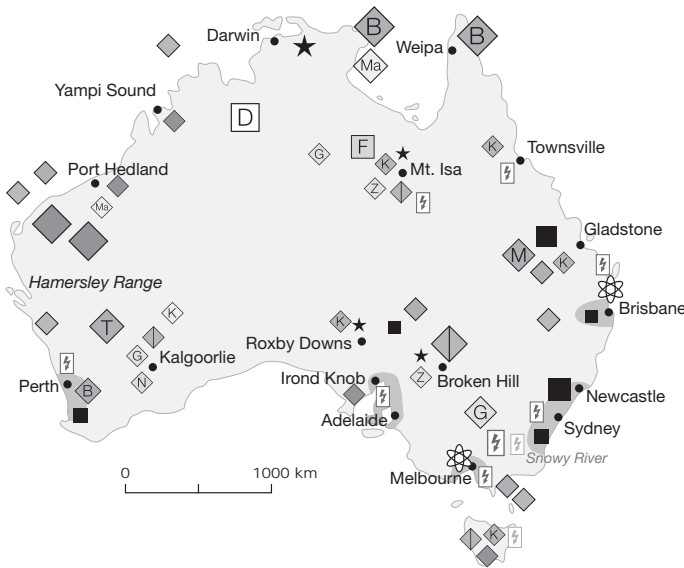 B
Darwin
B
Weipa
Ma
Yampi Sound
D
F
G
K
K
Townsville
Mt. Isa
Port Hedland
Z
Ma
Gladstone
M
K
Hamersley Range
K
T
K
Brisbane
Roxby Downs
G
Kalgoorlie
Irond Knob
Z
Broken Hill
N
Perth
B
Newcastle
G
Adelaide
Sydney
Snowy River
Melbourne
0 1000 km
K